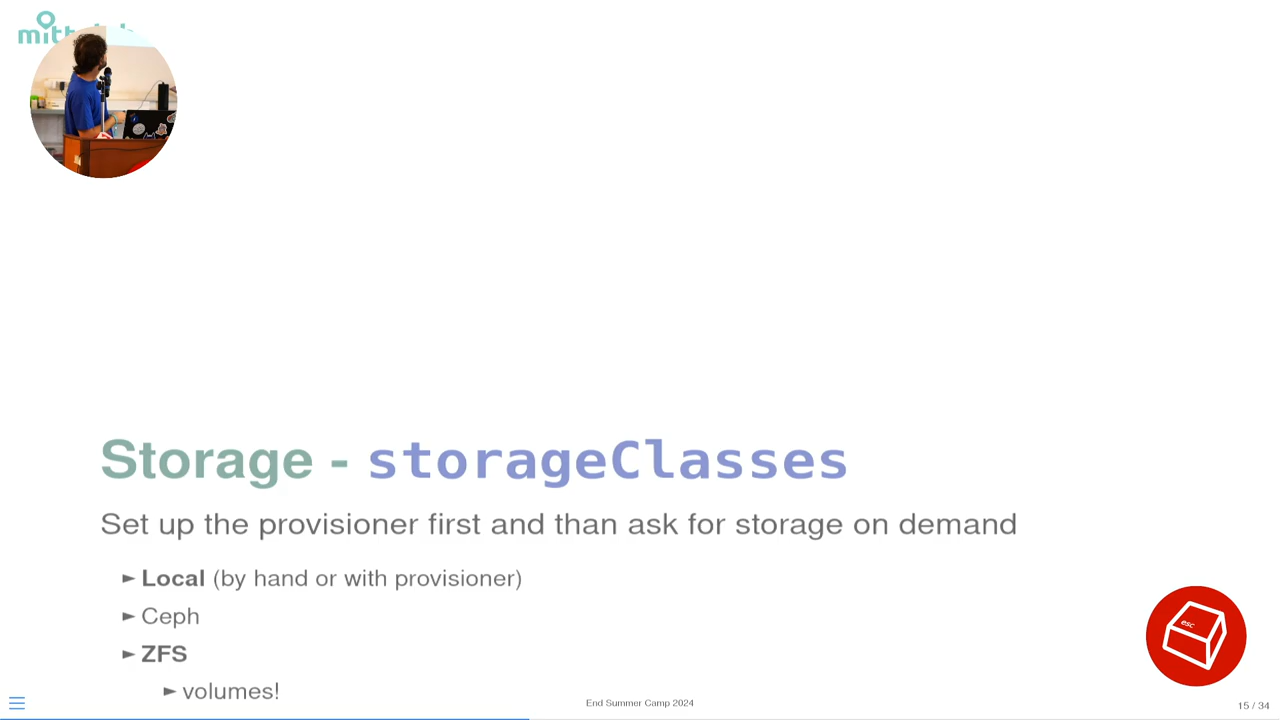 Storage - storageClasses
Set up the provisioner first and than ask for storage on demand
► Local (by hand or with provisioner)
► Ceph
► ZFS
► volumes!
esc
End Summer Camp 2024
15 / 34